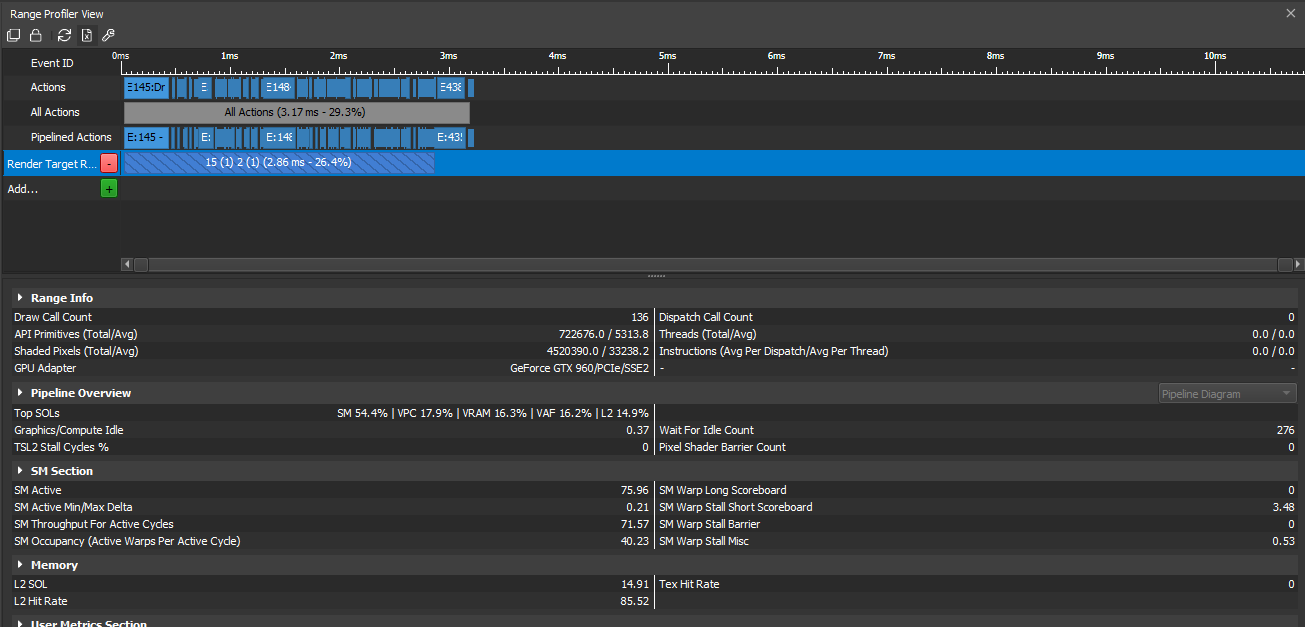 Range Profiler View
Event ID 0ms 1ms 2ms 3ms 4ms 5ms 6ms 7ms 8ms 9ms 10ms
Actions E145:Dr E E148 E438
All Actions All Actions (3.17 ms - 29.3%)
Pipelined Actions E:145 - E: E:146 E:435
Render Target R... - 15 (1) 2 (1) (2.86 ms - 26.4%)
Add... +
Range Info
Draw Call Count 136 Dispatch Call Count 0
API Primitives (Total/Avg) 722676.0 / 5313.8 Threads (Total/Avg) 0.0 / 0.0
Shaded Pixels (Total/Avg) 4520390.0 / 33238.2 Instructions (Avg Per Dispatch/Avg Per Thread) 0.0 / 0.0
GPU Adapter GeForce GTX 960/PCIe/SSE2 - -
Pipeline Overview Pipeline Diagram
Top SOLs SM 54.4% | VPC 17.9% | VRAM 16.3% | VAF 16.2% | L2 14.9%
Graphics/Compute Idle 0.37 Wait For Idle Count 276
TSL2 Stall Cycles % 0 Pixel Shader Barrier Count 0
SM Section
SM Active 75.96 SM Warp Long Scoreboard 0
SM Active Min/Max Delta 0.21 SM Warp Stall Short Scoreboard 3.48
SM Throughput For Active Cycles 71.57 SM Warp Stall Barrier 0
SM Occupancy (Active Warps Per Active Cycle) 40.23 SM Warp Stall Misc 0.53
Memory
L2 SOL 14.91 Tex Hit Rate 0
L2 Hit Rate 85.52
User Metrics Section